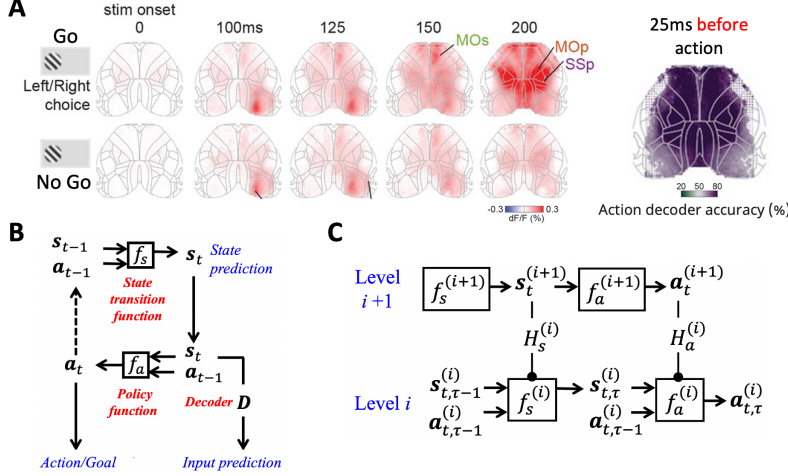 A
stim onset
Go
0
100ms
125
150
200
MOs
MOp
SSp
Left/Right
choice
No Go
-0.3
0.3
dF/F (%)
25ms before
action
20
50
80
Action decoder accuracy (%)
B
s_{t−1}
a_{t−1}
f_s
s_t
State
prediction
State
transition
function
s_t
a_t
f_a
a_{t−1}
Policy
function
Decoder
D
Action/Goal
Input prediction
C
Level
i +1
f_s^{(i+1)}
s_t^{(i+1)}
f_a^{(i+1)}
a_t^{(i+1)}
H_s^{(i)}
H_a^{(i)}
Level i
s_{t,τ−1}^{(i)}
a_{t,τ−1}^{(i)}
f_s^{(i)}
s_{t,τ}^{(i)}
a_{t,τ−1}^{(i)}
f_a^{(i)}
a_{t,τ}^{(i)}